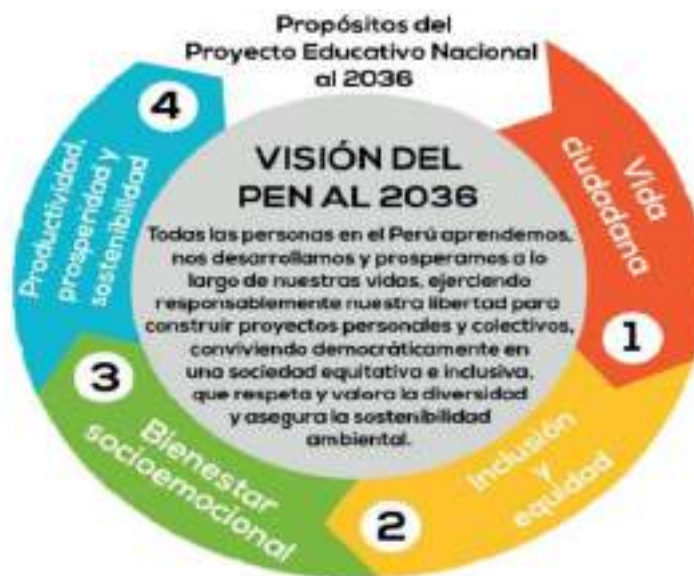 Propósitos del
Proyecto Educativo Nacional
al 2036
VISIÓN DEL
PEN AL 2036
Todas las personas en el Perú aprendemos,
nos desarrollamos y prosperamos a lo
largo de nuestras vidas, ejerciendo
responsablemente nuestra libertad para
construir proyectos personales y colectivos,
conviviendo democráticamente en
una sociedad equitativa e inclusiva,
que respeta y valora la diversidad
y asegura la sostenibilidad
ambiental.
Vida
ciudadana
1
Inclusión
y
equidad
2
Bienestar
socioemocional
3
Productividad,
prosperidad y
sostenibilidad
4